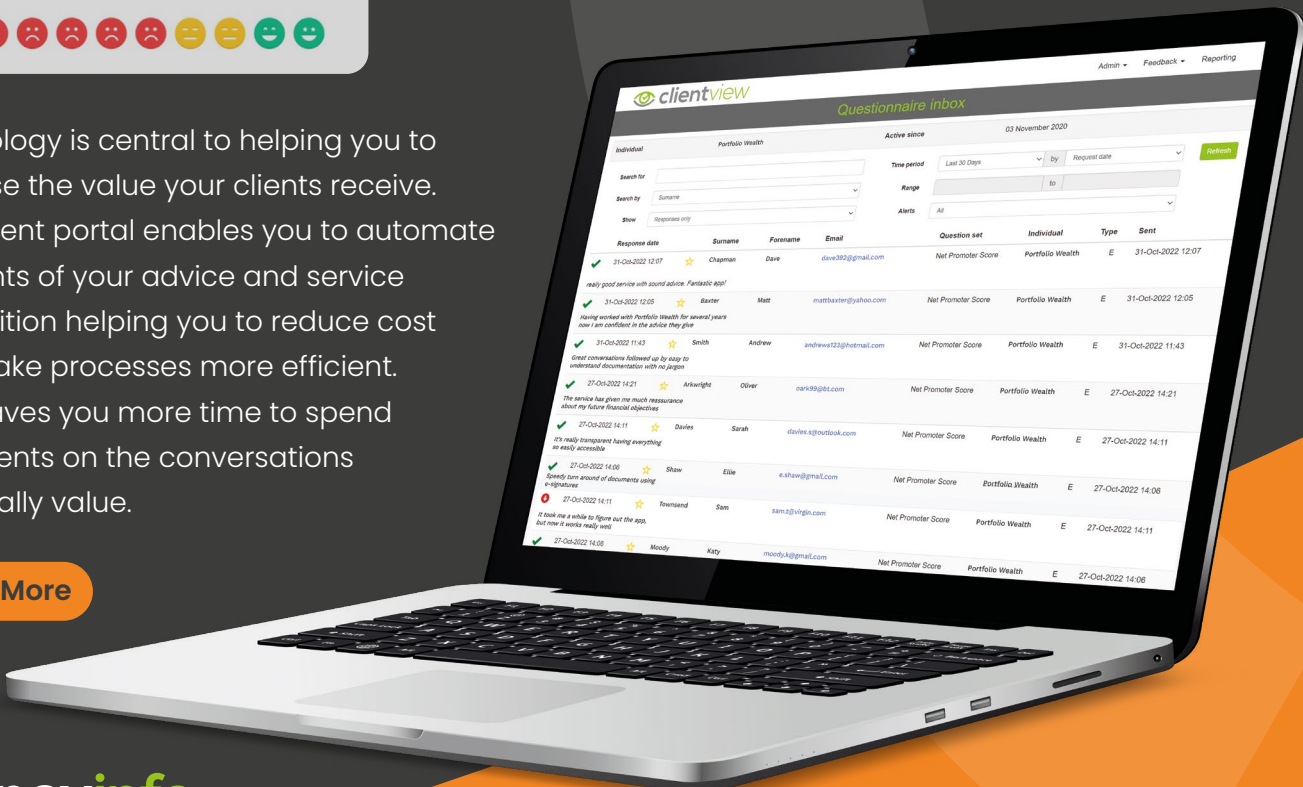 ology is central to helping you to
se the value your clients receive.
ent portal enables you to automate
nts of your advice and service
ition helping you to reduce cost
ake processes more efficient.
aves you more time to spend
ents on the conversations
ally value.
More
clientview
Admin Feedback Reporting
Questionnaire inbox
Individual Portfolio Wealth Active since 03 November 2020
Search for Time period Last 30 Days by Request date Refresh
Search by Surname Range to
Show Responses only Alerts All
Response date Surname Forename Email Question set Individual Type Sent
31-Oct-2022 12:07 Chapman Dave dave392@gmail.com Net Promoter Score Portfolio Wealth E 31-Oct-2022 12:07
really good service with sound advice. Fantastic app!
31-Oct-2022 12:05 Baxter Matt mattbaxter@yahoo.com Net Promoter Score Portfolio Wealth E 31-Oct-2022 12:05
Having worked with Portfolio Wealth for several years
now I am confident in the advice they give
31-Oct-2022 11:43 Smith Andrew andrews123@hotmail.com Net Promoter Score Portfolio Wealth E 31-Oct-2022 11:43
Great conversations followed up by easy to
understand documentation with no jargon
27-Oct-2022 14:21 Arkwright Oliver oark99@bt.com Net Promoter Score Portfolio Wealth E 27-Oct-2022 14:21
The service has given me much reassurance
about my future financial objectives
27-Oct-2022 14:11 Davies Sarah davies.s@outlook.com Net Promoter Score Portfolio Wealth E 27-Oct-2022 14:11
It's really transparent having everything
so easily accessible
27-Oct-2022 14:06 Shaw Ellie e.shaw@gmail.com Net Promoter Score Portfolio Wealth E 27-Oct-2022 14:06
Speedy turn around of documents using
e-signatures
27-Oct-2022 14:11 Townsend Sam sam.t@virgin.com Net Promoter Score Portfolio Wealth E 27-Oct-2022 14:11
It took me a while to figure out the app,
but now it works really well
27-Oct-2022 14:06 Moody Katy moody.k@gmail.com Net Promoter Score Portfolio Wealth E 27-Oct-2022 14:06